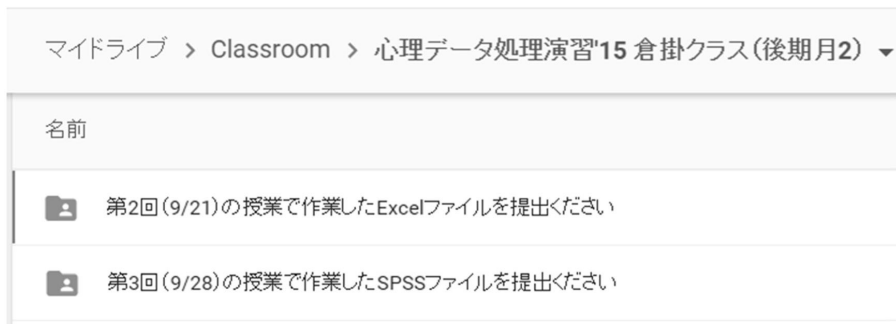 マイドライブ > Classroom > 心理データ処理演習'15 倉掛クラス(後期月2)
名前
第2回(9/21)の授業で作業したExcelファイルを提出ください
第3回(9/28)の授業で作業したSPSSファイルを提出ください